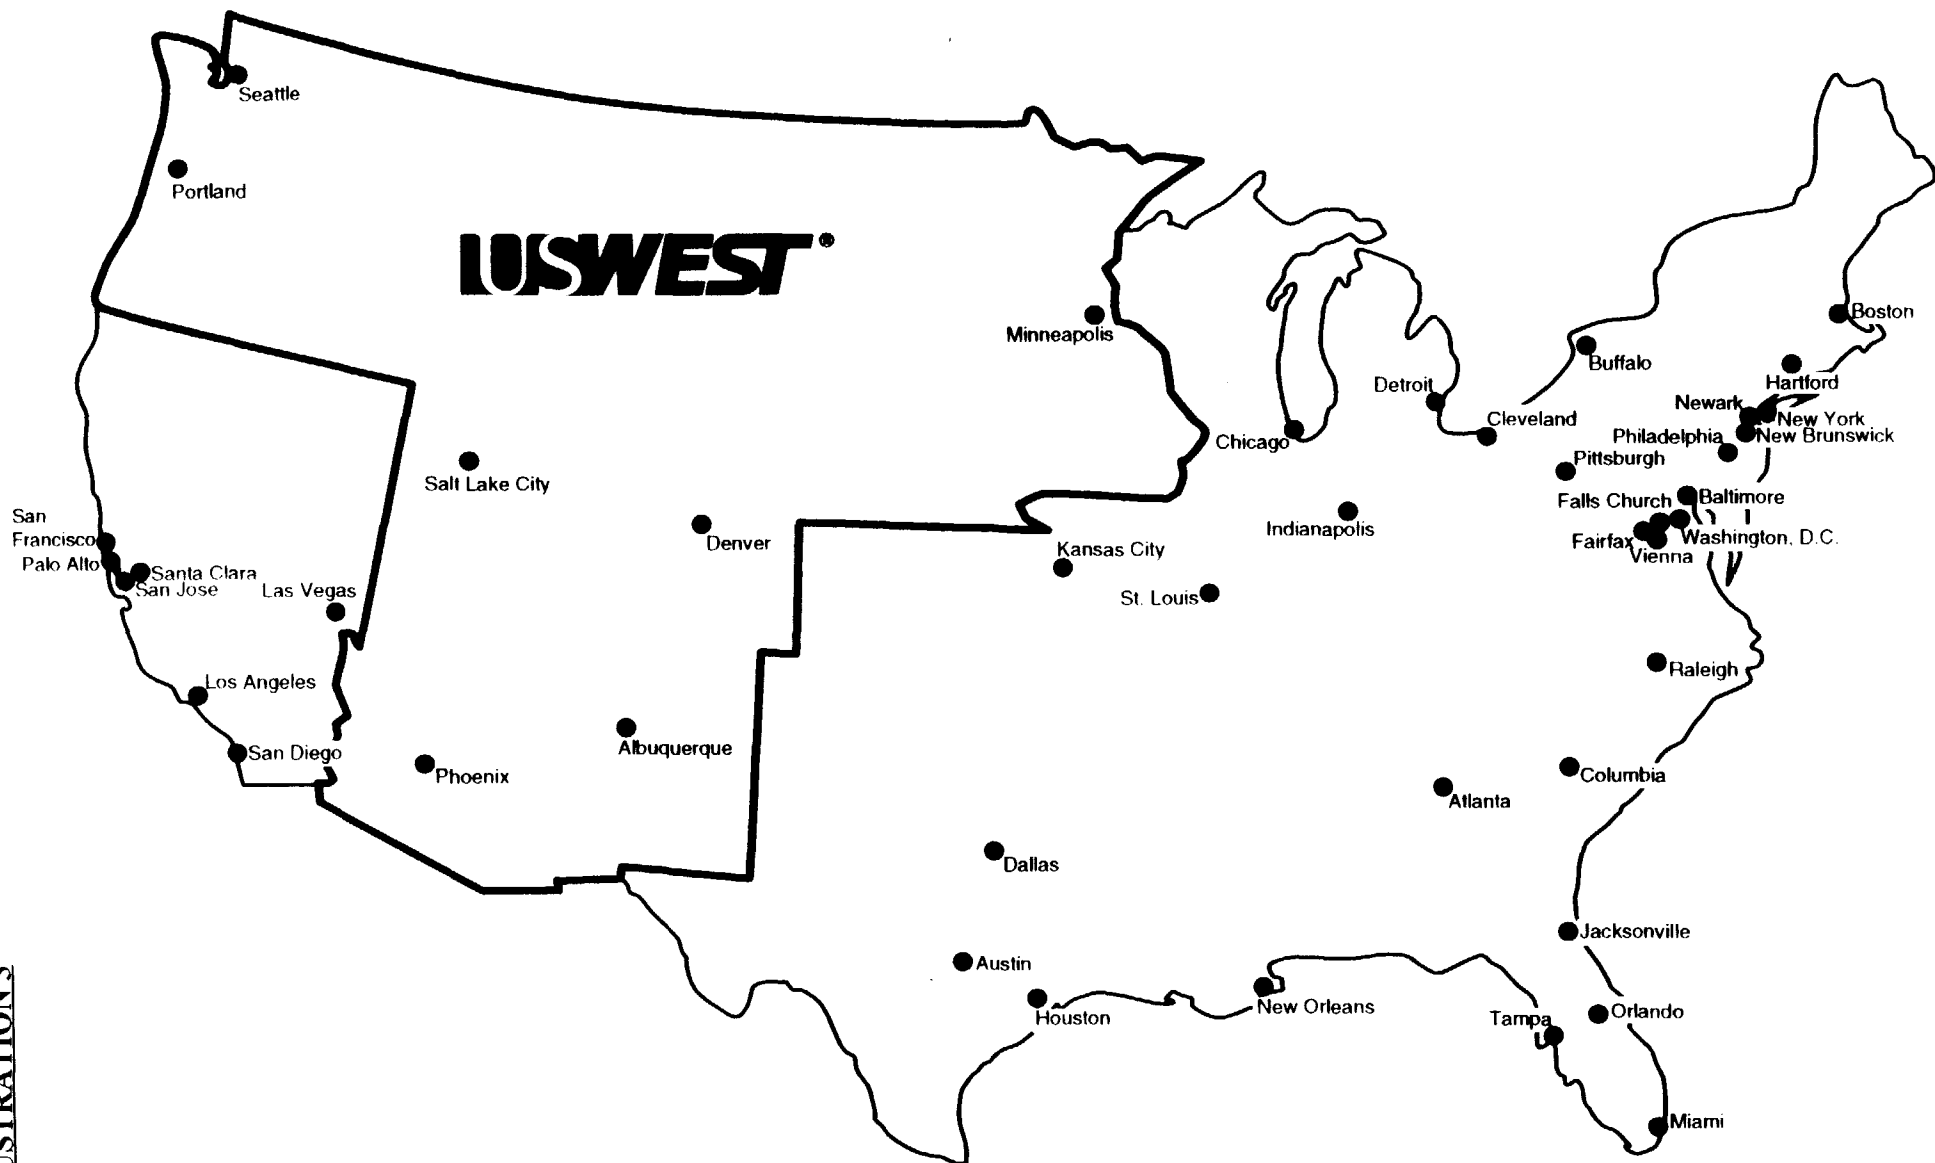 Seattle
Portland
USWEST®
Minneapolis
Boston
Buffalo
Hartford
Detroit
Newark
New York
Cleveland
Chicago
Philadelphia
New Brunswick
Pittsburgh
Salt Lake City
Falls Church
Baltimore
San
Francisco
Denver
Indianapolis
Fairfax
Washington, D.C.
Kansas City
Vienna
Palo Alto
Santa Clara
San Jose
Las Vegas
St. Louis
Raleigh
Los Angeles
San Diego
Albuquerque
Phoenix
Columbia
Atlanta
Dallas
Jacksonville
Austin
New Orleans
Houston
Tampa
Orlando
Miami